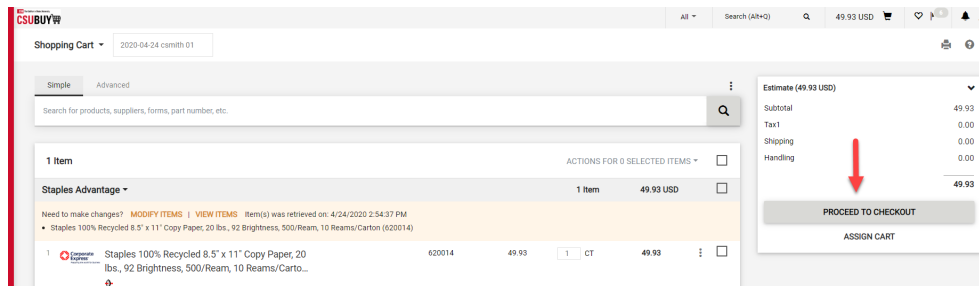 CSUBUY
All Search (Alt+Q) 49.93 USD
Shopping Cart 2020-04-24 csmith 01
Simple Advanced
Search for products, suppliers, forms, part number, etc.
1 Item ACTIONS FOR 0 SELECTED ITEMS
Staples Advantage 1 Item 49.93 USD
Need to make changes? MODIFY ITEMS | VIEW ITEMS Item(s) was retrieved on: 4/24/2020 2:54:37 PM
• Staples 100% Recycled 8.5" x 11" Copy Paper, 20 lbs., 92 Brightness, 500/Ream, 10 Reams/Carton (620014)
1 Corporate Express Staples 100% Recycled 8.5" x 11" Copy Paper, 20 620014 49.93 1 CT 49.93
lbs., 92 Brightness, 500/Ream, 10 Reams/Carto...
Estimate (49.93 USD)
Subtotal 49.93
Tax1 0.00
Shipping 0.00
Handling 0.00
49.93
PROCEED TO CHECKOUT
ASSIGN CART